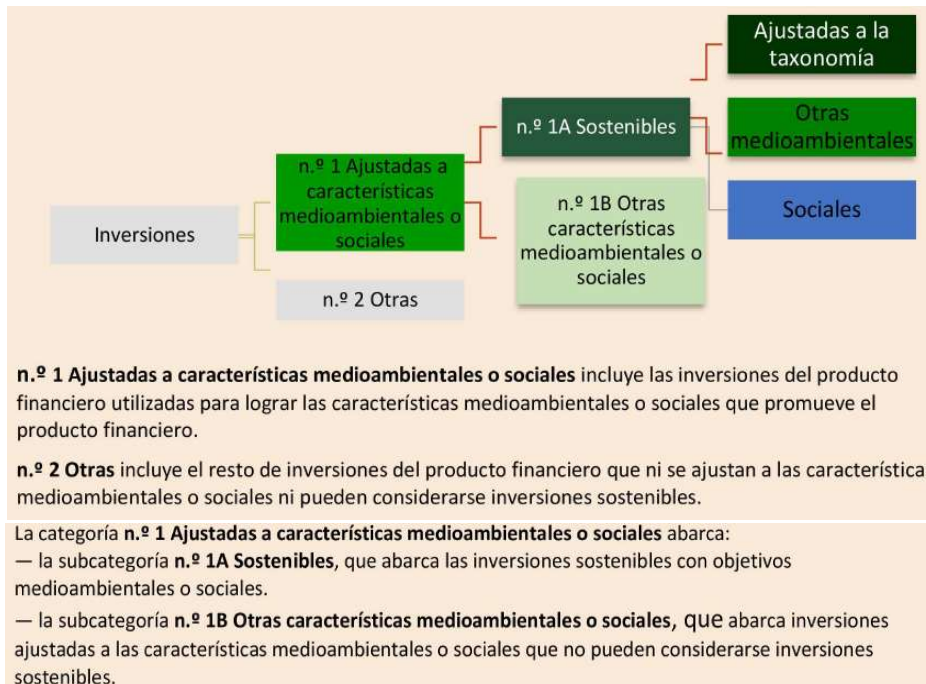 Ajustadas a la
taxonomía
n.º 1A Sostenibles
Otras
medioambientales
n.º 1 Ajustadas a
características
medioambientales o
sociales
n.º 1B Otras
características
medioambientales o
sociales
Sociales
Inversiones
n.º 2 Otras
n.º 1 Ajustadas a características medioambientales o sociales incluye las inversiones del producto
financiero utilizadas para lograr las características medioambientales o sociales que promueve el
producto financiero.
n.º 2 Otras incluye el resto de inversiones del producto financiero que ni se ajustan a las característica
medioambientales o sociales ni pueden considerarse inversiones sostenibles.
La categoría n.º 1 Ajustadas a características medioambientales o sociales abarca:
— la subcategoría n.º 1A Sostenibles, que abarca las inversiones sostenibles con objetivos
medioambientales o sociales.
— la subcategoría n.º 1B Otras características medioambientales o sociales, que abarca inversiones
ajustadas a las características medioambientales o sociales que no pueden considerarse inversiones
sostenibles.